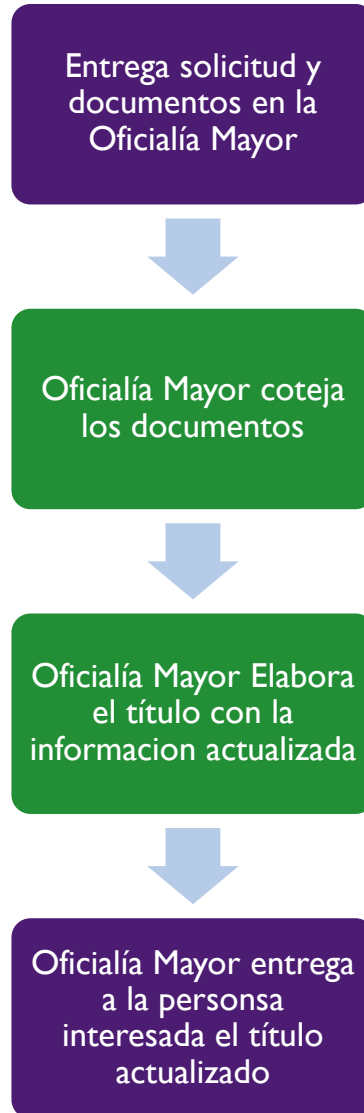 Entrega solicitud y
documentos en la
Oficialía Mayor
Oficialía Mayor coteja
los documentos
Oficialía Mayor Elabora
el título con la
informacion actualizada
Oficialía Mayor entrega
a la personsa
interesada el título
actualizado